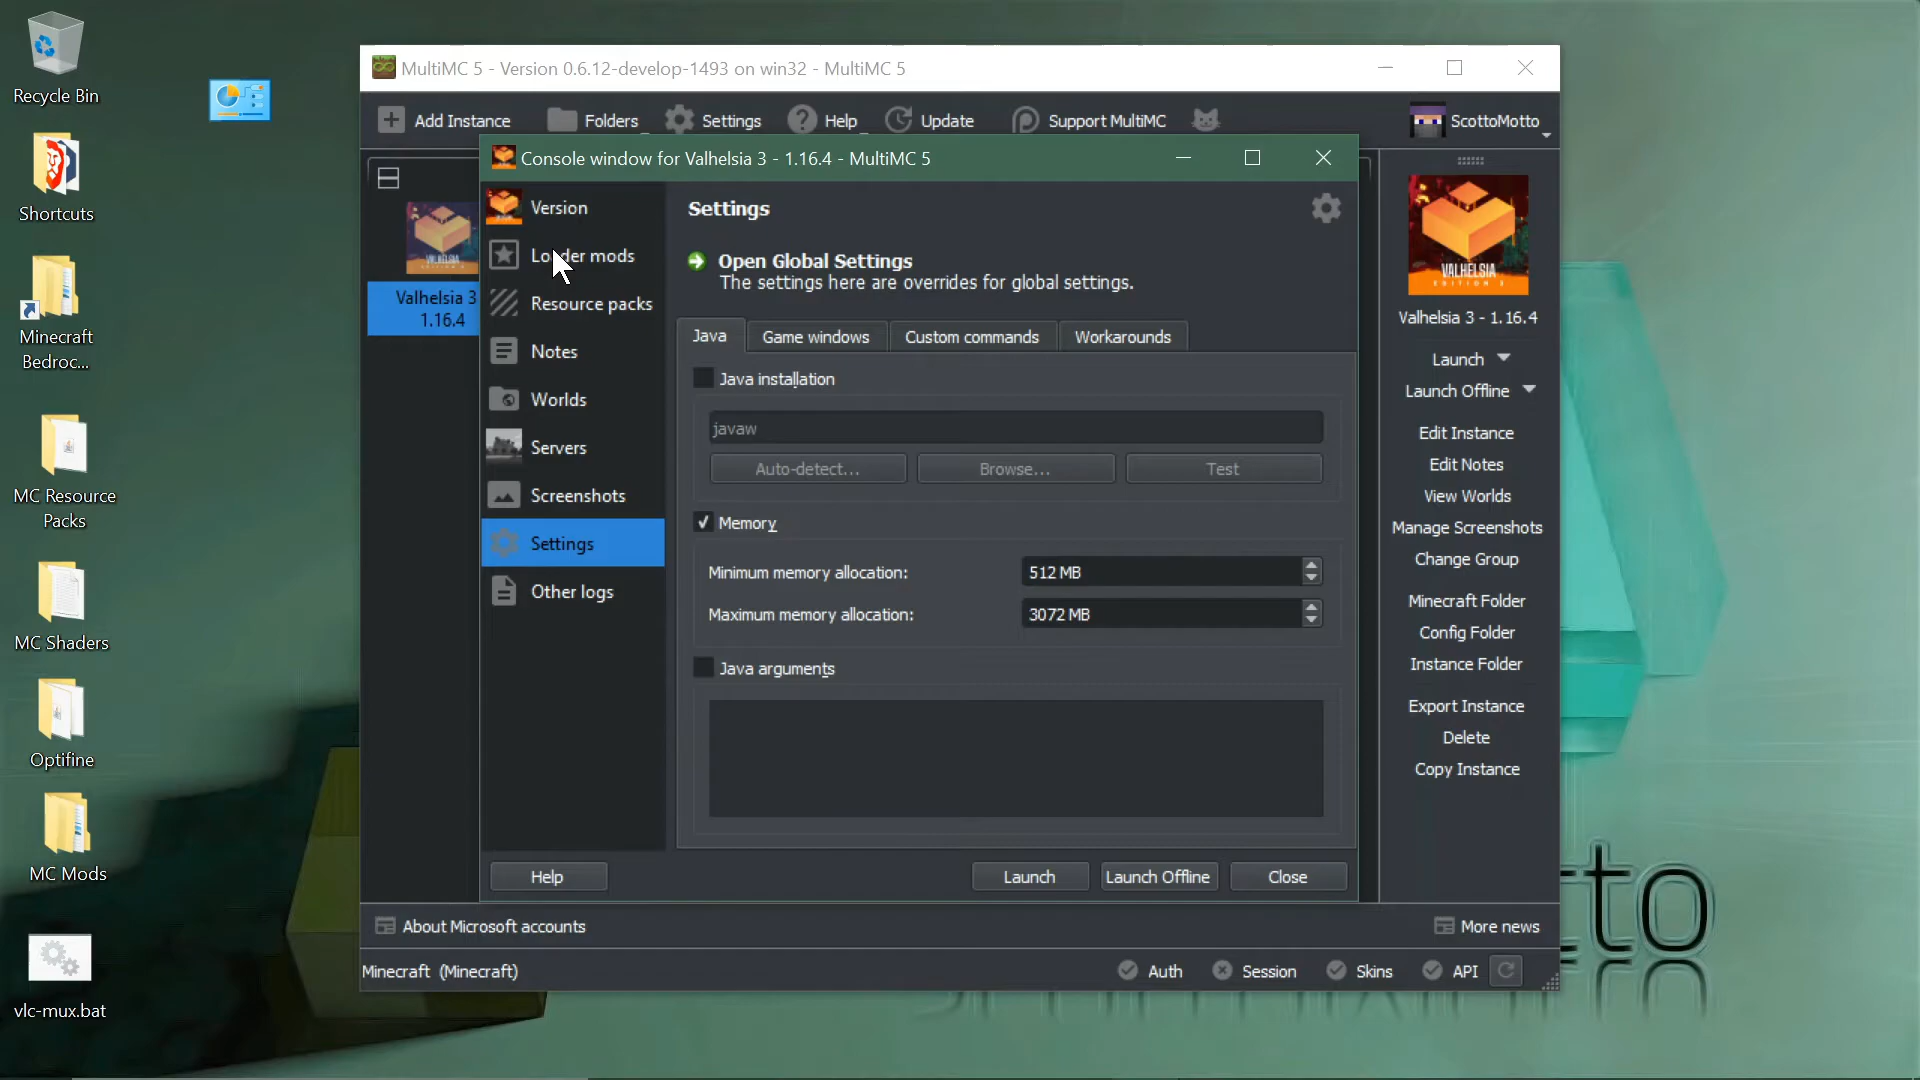 Recycle Bin
Shortcuts
Minecraft
Bedroc...
MC Resource
Packs
MC Shaders
Optifine
MC Mods
vlc-mux.bat
MultiMC 5 - Version 0.6.12-develop-1493 on win32 - MultiMC 5
Add Instance
Folders
Settings
Help
Update
Support MultiMC
ScottoMotto
VALHELSIA
Valhelsia 3
1.16.4
Console window for Valhelsia 3 - 1.16.4 - MultiMC 5
Version
Loader mods
Resource packs
Notes
Worlds
Servers
Screenshots
Settings
Other logs
Settings
Open Global Settings
The settings here are overrides for global settings.
Java
Game windows
Custom commands
Workarounds
Java installation
javaw
Auto-detect...
Browse...
Test
Memory
Minimum memory allocation:
512 MB
Maximum memory allocation:
3072 MB
Java arguments
Help
Launch
Launch Offline
Close
VALHELSIA
EDITION 3
Valhelsia 3 - 1.16.4
Launch
Launch Offline
Edit Instance
Edit Notes
View Worlds
Manage Screenshots
Change Group
Minecraft Folder
Config Folder
Instance Folder
Export Instance
Delete
Copy Instance
About Microsoft accounts
More news
Minecraft (Minecraft)
Auth
Session
Skins
API